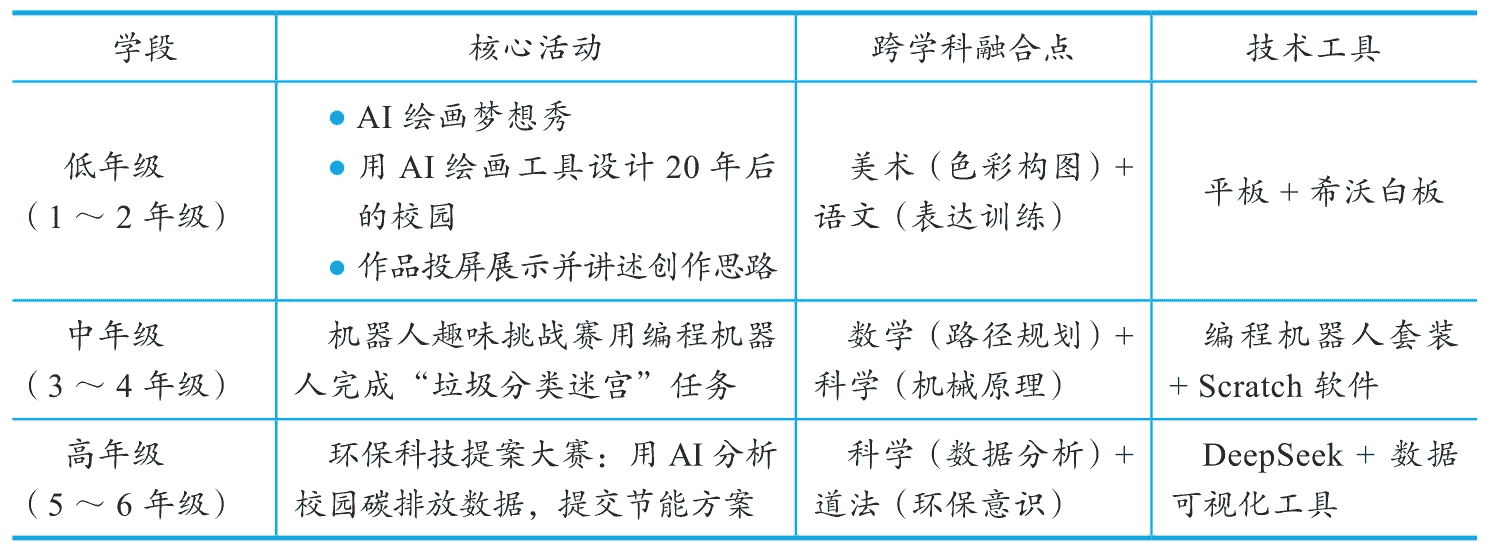 学段 核心活动 跨学科融合点 技术工具
低年级
（1～2年级）
● AI绘画梦想秀
● 用AI绘画工具设计20年后
的校园
● 作品投屏展示并讲述创作思路
美术（色彩构图）+
语文（表达训练）
平板+希沃白板
中年级
（3～4年级）
机器人趣味挑战赛用编程机器
人完成“垃圾分类迷宫”任务
数学（路径规划）+
科学（机械原理）
编程机器人套装
+ Scratch 软件
高年级
（5～6年级）
环保科技提案大赛：用AI分析
校园碳排放数据，提交节能方案
科学（数据分析）+
道法（环保意识）
DeepSeek + 数据
可视化工具